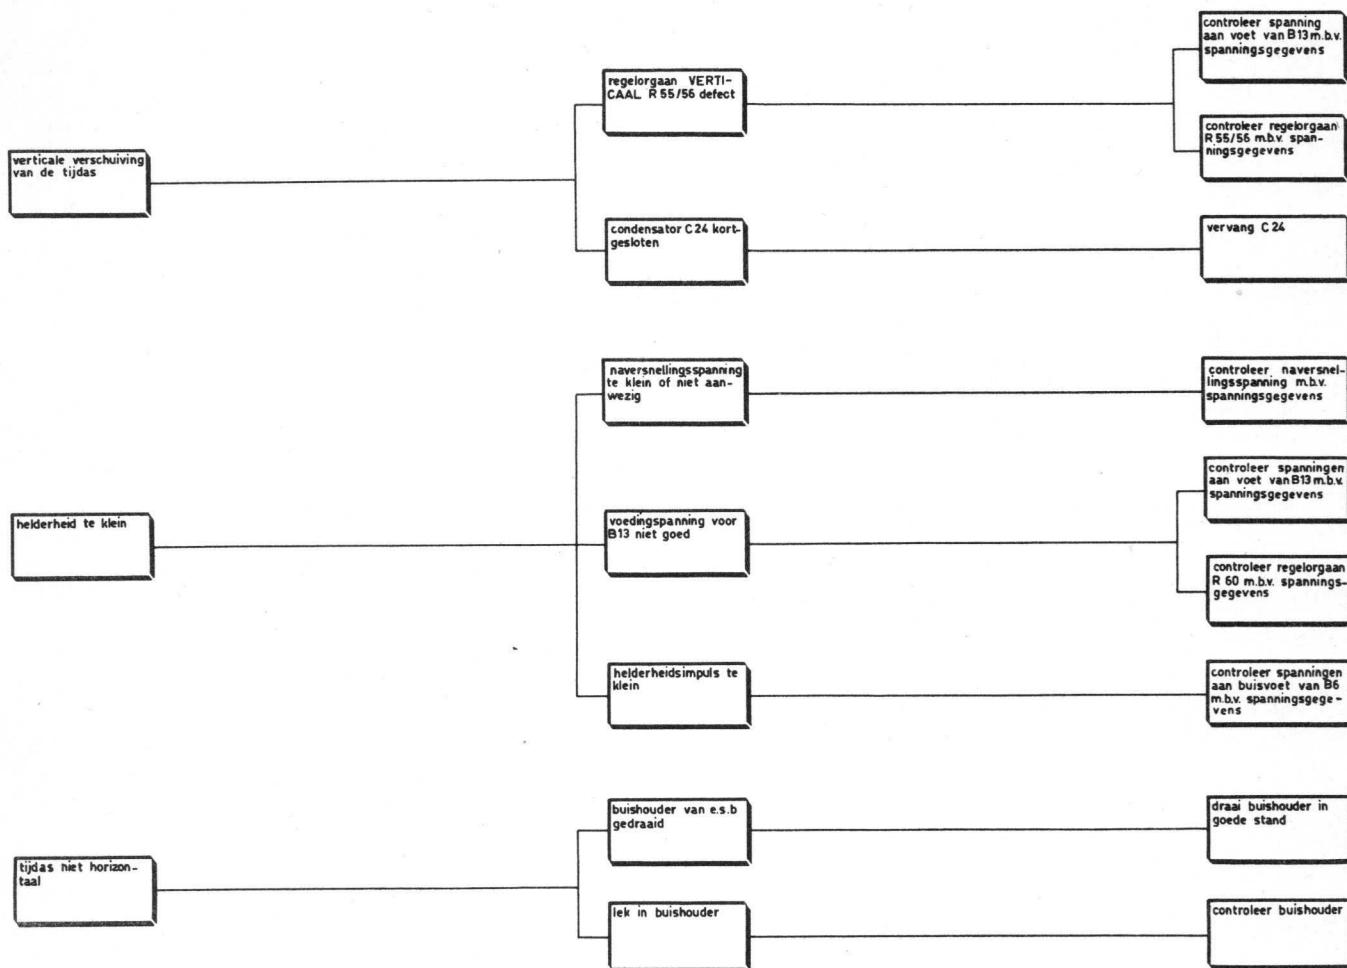 verticale verschuiving
van de tijdas
regelorgaan VERTI-
CAAL R 55/56 defect
controleer spanning
aan voet van B13 m.b.v.
spanningsgegevens
controleer regelorgaan
R 55/56 m.b.v. span-
ningsgegevens
condensator C24 kort-
gesloten
vervang C24
helderheid te klein
naversnellingsspanning
te klein of niet aan-
wezig
controleer naversnel-
lingsspanning m.b.v.
spanningsgegevens
voedingspanning voor
B13 niet goed
controleer spanningen
aan voet van B13 m.b.v.
spanningsgegevens
controleer regelorgaan
R 60 m.b.v. spannings-
gegevens
helderheidsimpuls te
klein
controleer spanningen
aan buisvoet van B6
m.b.v. spanningsgege-
vens
tijdas niet horizon-
taal
buishouder van e.s.b
gedraaid
draai buishouder in
goede stand
lek in buishouder
controleer buishouder